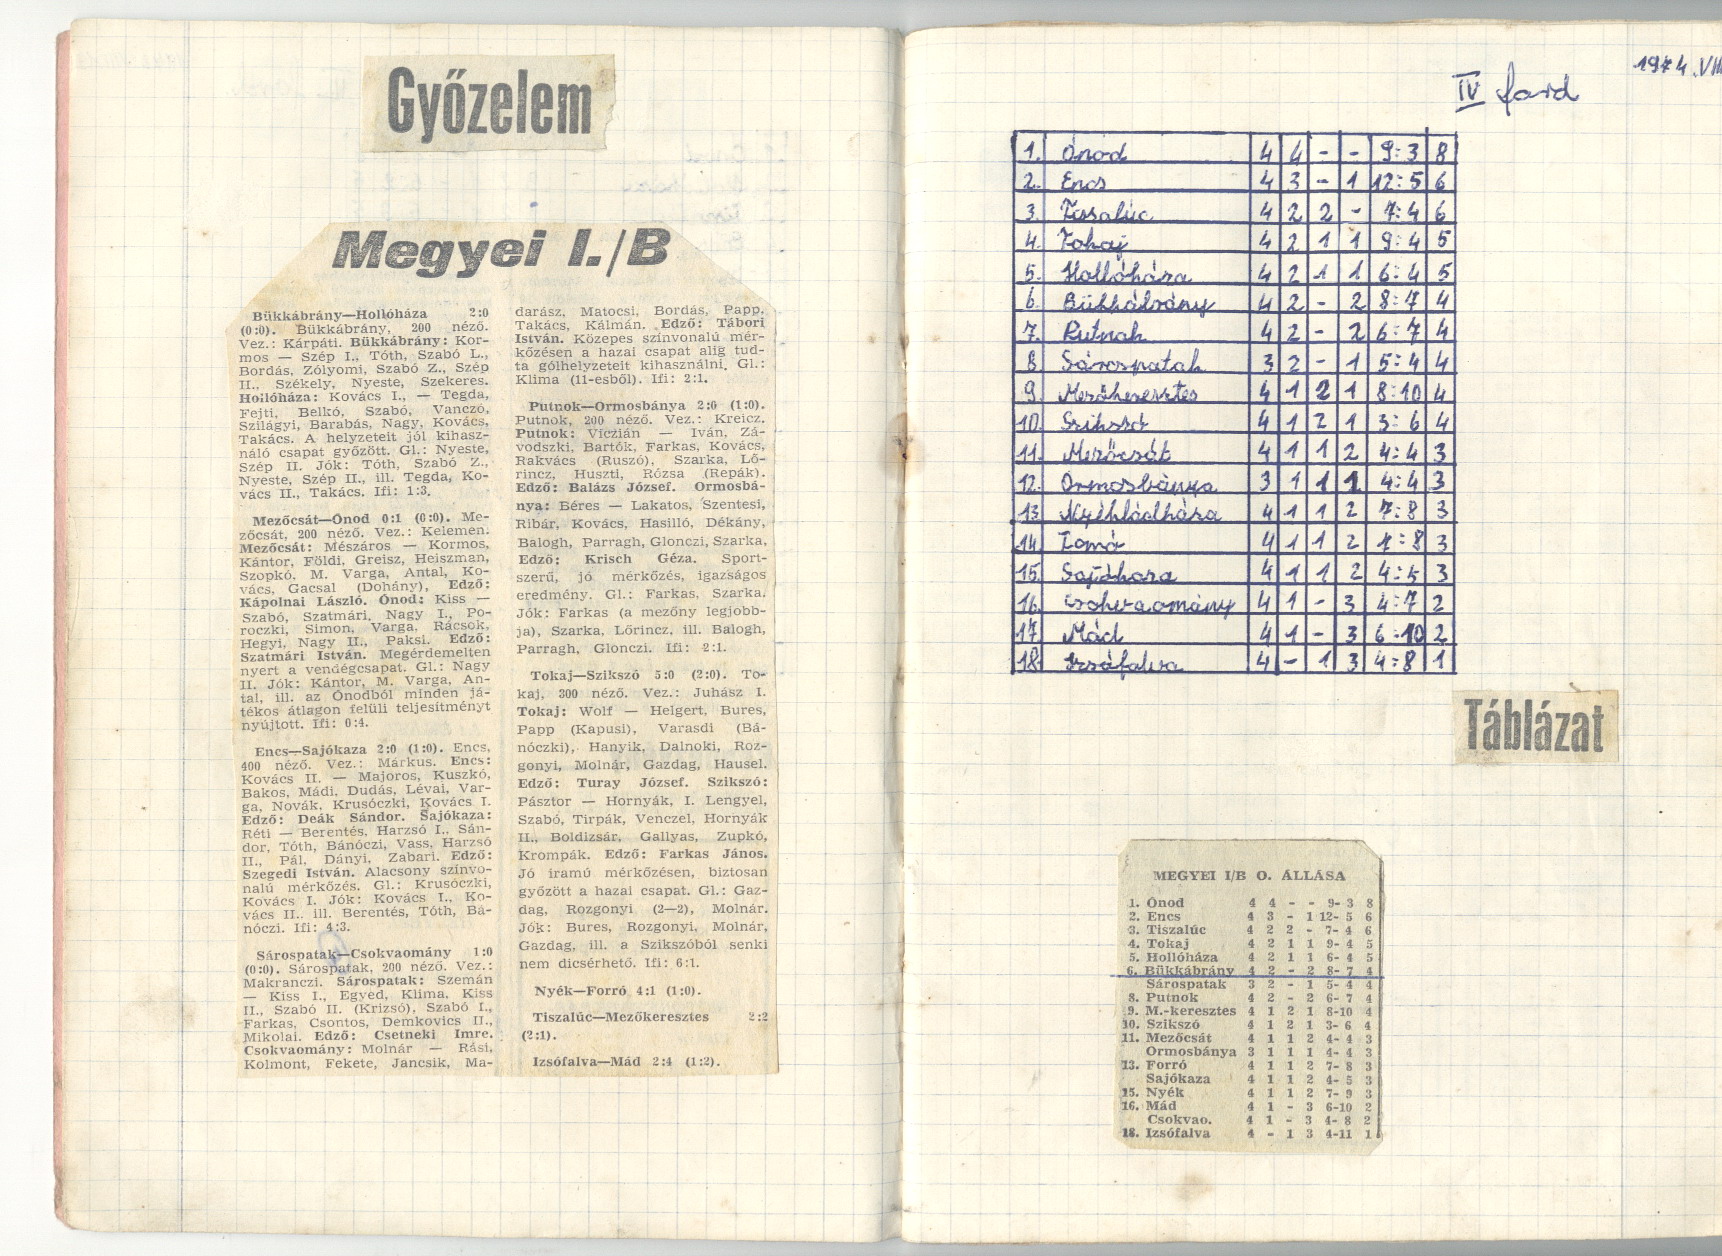 Győzelem
Megyei I./B
Bükkábrány—Hollóháza 2:0
(0:0). Bükkábrány, 200 néző.
Vez.: Kárpáti. Bükkábrány: Kor-
mos — Szép I., Tóth, Szabó L.,
Bordás, Zólyomi, Szabó Z., Szép
II., Székely, Nyeste, Szekeres.
Hollóháza: Kovács I., — Tegda,
Fejti, Belkó, Szabó, Vanczó,
Szilágyi, Barabás, Nagy, Kovács,
Takács. A helyzeteit jól kihasz-
náló csapat győzött. Gl.: Nyeste,
Szép II. Jók: Tóth, Szabó Z.,
Nyeste, Szép II., ill. Tegda, Ko-
vács II., Takács. Ifi: 1:3.
Mezőcsát—Ónod 0:1 (0:0). Me-
zőcsát, 200 néző. Vez.: Kelemen.
Mezőcsát: Mészáros — Kormos,
Kántor, Földi, Greisz, Heiszman,
Szopkó, M. Varga, Antal, Ko-
vács, Gacsal (Dohány), Edző:
Kápolnai László. Ónod: Kiss —
Szabó, Szatmári, Nagy I., Po-
roczki, Simon, Varga, Rácsok,
Hegyi, Nagy II., Paksi. Edző:
Szatmári István. Megérdemelten
nyert a vendégcsapat. Gl.: Nagy
II. Jók: Kántor, M. Varga, An-
tal, ill. az Ónodból minden já-
tékos átlagon felüli teljesítményt
nyújtott. Ifi: 0:4.
Encs—Sajókaza 2:0 (1:0). Encs,
400 néző. Vez.: Márkus. Encs:
Kovács II. — Majoros, Kuszkó,
Bakos, Mádi, Dudás, Lévai, Var-
ga, Novák, Krusóczki, Kovács I.
Edző: Deák Sándor. Sajókaza:
Réti — Berentés, Harzsó I., Sán-
dor, Tóth, Bánóczi, Vass, Harzsó
II., Pál, Dányi, Zabari. Edző:
Szegedi István. Alacsony színvo-
nalú mérkőzés. Gl.: Krusóczki,
Kovács I. Jók: Kovács I., Ko-
vács II., ill. Berentés, Tóth, Bá-
nóczi. Ifi: 4:3.
Sárospatak—Csokvaomány 1:0
(0:0). Sárospatak, 200 néző. Vez.:
Makranczi. Sárospatak: Szemán
— Kiss I., Egyed, Klima, Kiss
II., Szabó II. (Krizsó), Szabó I.,
Farkas, Csontos, Demkovics II.,
Mikolai. Edző: Csetneki Imre.
Csokvaomány: Molnár — Rási,
Kolmont, Fekete, Jancsik, Ma-
darász, Matocsi, Bordás, Papp,
Takács, Kálmán. Edző: Tábori
István. Közepes színvonalú mér-
kőzésen a hazai csapat alig tud-
ta gólhelyzeteit kihasználni. Gl.:
Klima (11-esből). Ifi: 2:1.
Putnok—Ormosbánya 2:0 (1:0).
Putnok, 200 néző. Vez.: Kreicz.
Putnok: Viczián — Iván, Zá-
vodszki, Bartók, Farkas, Kovács,
Rakvács (Ruszó), Szarka, Lő-
rincz, Huszti, Rózsa (Repák).
Edző: Balázs József. Ormosbá-
nya: Béres — Lakatos, Szentesi,
Ribár, Kovács, Hasilló, Dékány,
Balogh, Parragh, Glonczi, Szarka,
Edző: Krisch Géza. Sport-
szerű, jó mérkőzés, igazságos
eredmény. Gl.: Farkas, Szarka.
Jók: Farkas (a mezőny legjobb-
ja), Szarka, Lőrincz, ill. Balogh,
Parragh, Glonczi. Ifi: 2:1.
Tokaj—Szikszó 5:0 (2:0). To-
kaj, 300 néző. Vez.: Juhász I.
Tokaj: Wolf — Heigert, Bures,
Papp (Kapusi), Varasdi (Bá-
nóczki), Hanyik, Dalnoki, Roz-
gonyi, Molnár, Gazdag, Hausel.
Edző: Turay József. Szikszó:
Pásztor — Hornyák, I. Lengyel,
Szabó, Tirpák, Venczel, Hornyák
II., Boldizsár, Gallyas, Zupkó,
Krompák. Edző: Farkas János.
Jó iramú mérkőzésen, biztosan
győzött a hazai csapat. Gl.: Gaz-
dag, Rozgonyi (2—2), Molnár.
Jók: Bures, Rozgonyi, Molnár,
Gazdag, ill. a Szikszóból senki
nem dicsérhető. Ifi: 6:1.
Nyék—Forró 4:1 (1:0).
Tiszalúc—Mezőkeresztes 2:2
(2:1).
Izsófalva—Mád 2:4 (1:2).
1974. VIII
IV ford
1. Ónod 4 4 - - 9:3 8
2. Encs 4 3 - 1 12:5 6
3. Tiszalúc 4 2 2 - 7:4 6
4. Tokaj 4 2 1 1 9:4 5
5. Hollóháza 4 2 1 1 6:4 5
6. Bükkábrány 4 2 - 2 8:7 4
7. Putnok 4 2 - 2 6:7 4
8 Sárospatak 3 2 - 1 5:4 4
9 Mezőkeresztes 4 1 2 1 8:10 4
10. Szikszó 4 1 2 1 3:6 4
11. Mezőcsát 4 1 1 2 4:4 3
12. Ormosbánya 3 1 1 1 4:4 3
13 Nyékládháza 4 1 1 2 7:8 3
14 4 1 1 2 7:8 3
15. Sajókaza 4 1 1 2 4:5 3
16. Csokvaomány 4 1 - 3 4:7 2
17. Mád 4 1 - 3 6:10 2
18. Izsófalva 4 - 1 3 4:8 1
Táblázat
MEGYEI I/B O. ÁLLÁSA
1. Ónod 4 4 - - 9- 3 8
2. Encs 4 3 - 1 12- 5 6
3. Tiszalúc 4 2 2 - 7- 4 6
4. Tokaj 4 2 1 1 9- 4 5
5. Hollóháza 4 2 1 1 6- 4 5
6. Bükkábrány 4 2 - 2 8- 7 4
Sárospatak 3 2 - 1 5- 4 4
8. Putnok 4 2 - 2 6- 7 4
9. M.-keresztes 4 1 2 1 8-10 4
10. Szikszó 4 1 2 1 3- 6 4
11. Mezőcsát 4 1 1 2 4- 4 3
Ormosbánya 3 1 1 1 4- 4 3
13. Forró 4 1 1 2 7- 8 3
Sajókaza 4 1 1 2 4- 5 3
15. Nyék 4 1 1 2 7- 9 3
16. Mád 4 1 - 3 6-10 2
Csokvao. 4 1 - 3 4- 8 2
18. Izsófalva 4 - 1 3 4-11 1